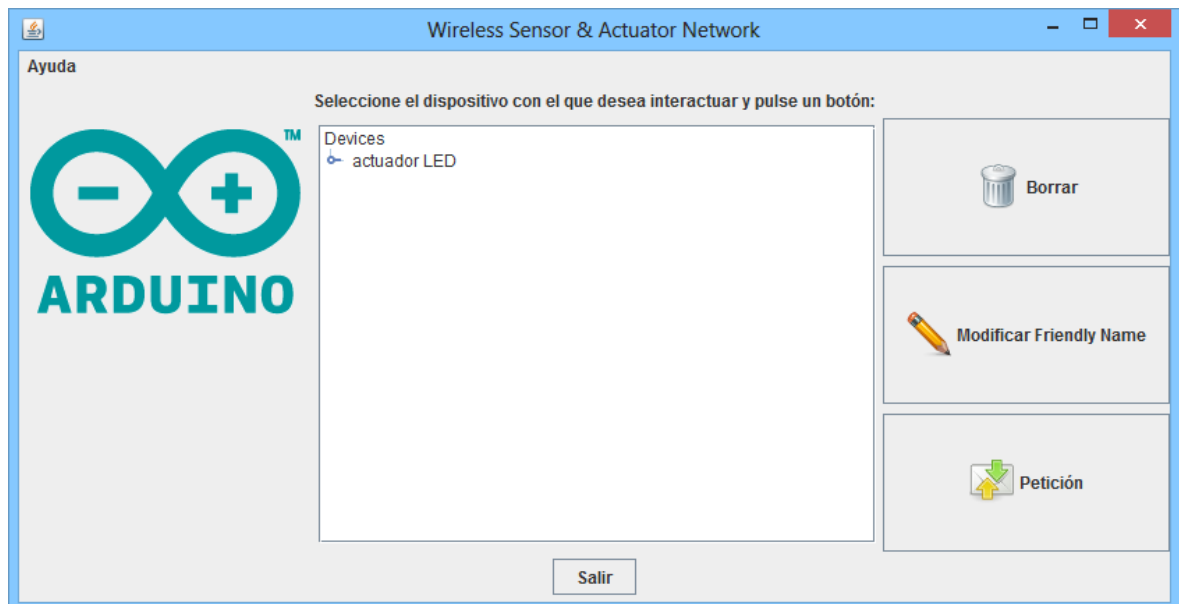 Wireless Sensor & Actuator Network
Ayuda
Seleccione el dispositivo con el que desea interactuar y pulse un botón:
Devices
actuador LED
TM
ARDUINO
Borrar
Modificar Friendly Name
Petición
Salir